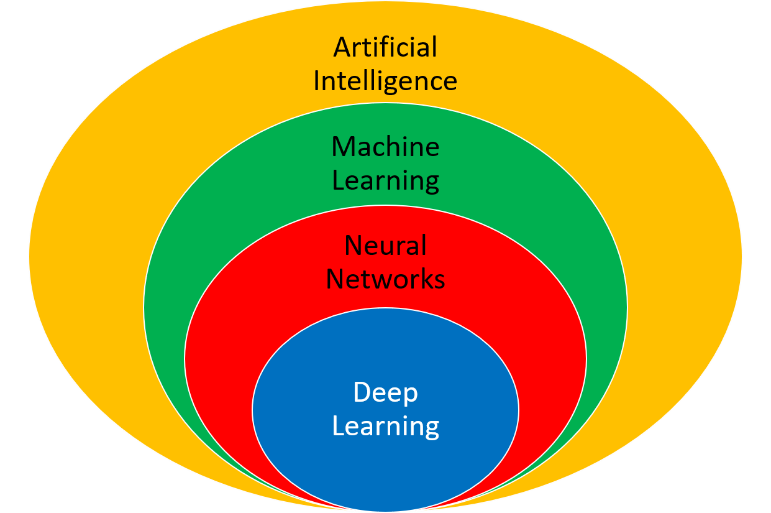 Artificial
Intelligence
Machine
Learning
Neural
Networks
Deep
Learning